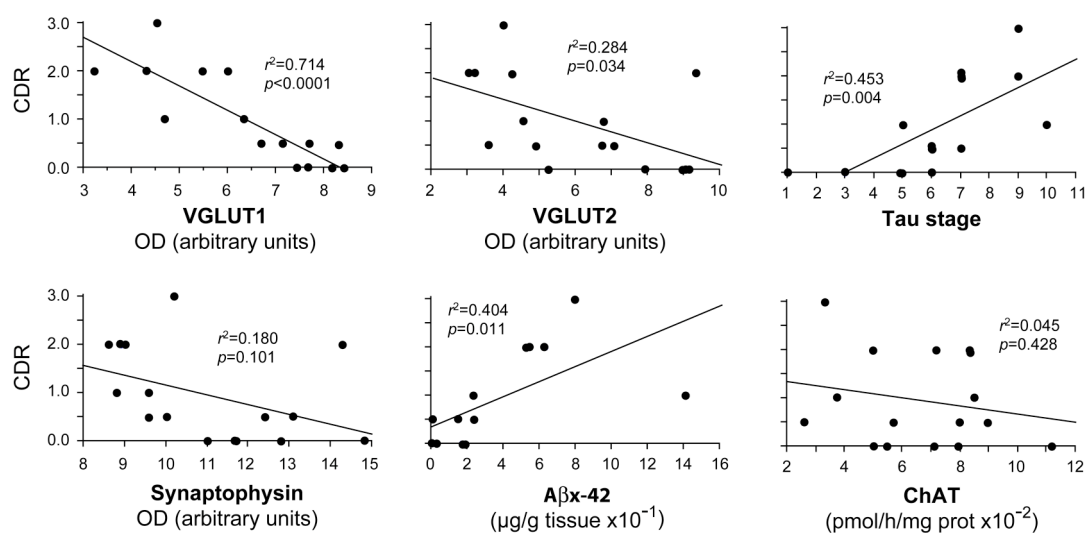 CDR
3.0
2.0
1.0
0.0
r²=0.714
p<0.0001
3 4 5 6 7 8 9
VGLUT1
OD (arbitrary units)
r²=0.284
p=0.034
2 4 6 8 10
VGLUT2
OD (arbitrary units)
r²=0.453
p=0.004
1 2 3 4 5 6 7 8 9 10 11
Tau stage
CDR
3.0
2.0
1.0
0.0
r²=0.180
p=0.101
8 9 10 11 12 13 14 15
Synaptophysin
OD (arbitrary units)
r²=0.404
p=0.011
0 2 4 6 8 10 12 14 16
Aβx-42
(µg/g tissue x10⁻¹)
r²=0.045
p=0.428
2 4 6 8 10 12
ChAT
(pmol/h/mg prot x10⁻²)